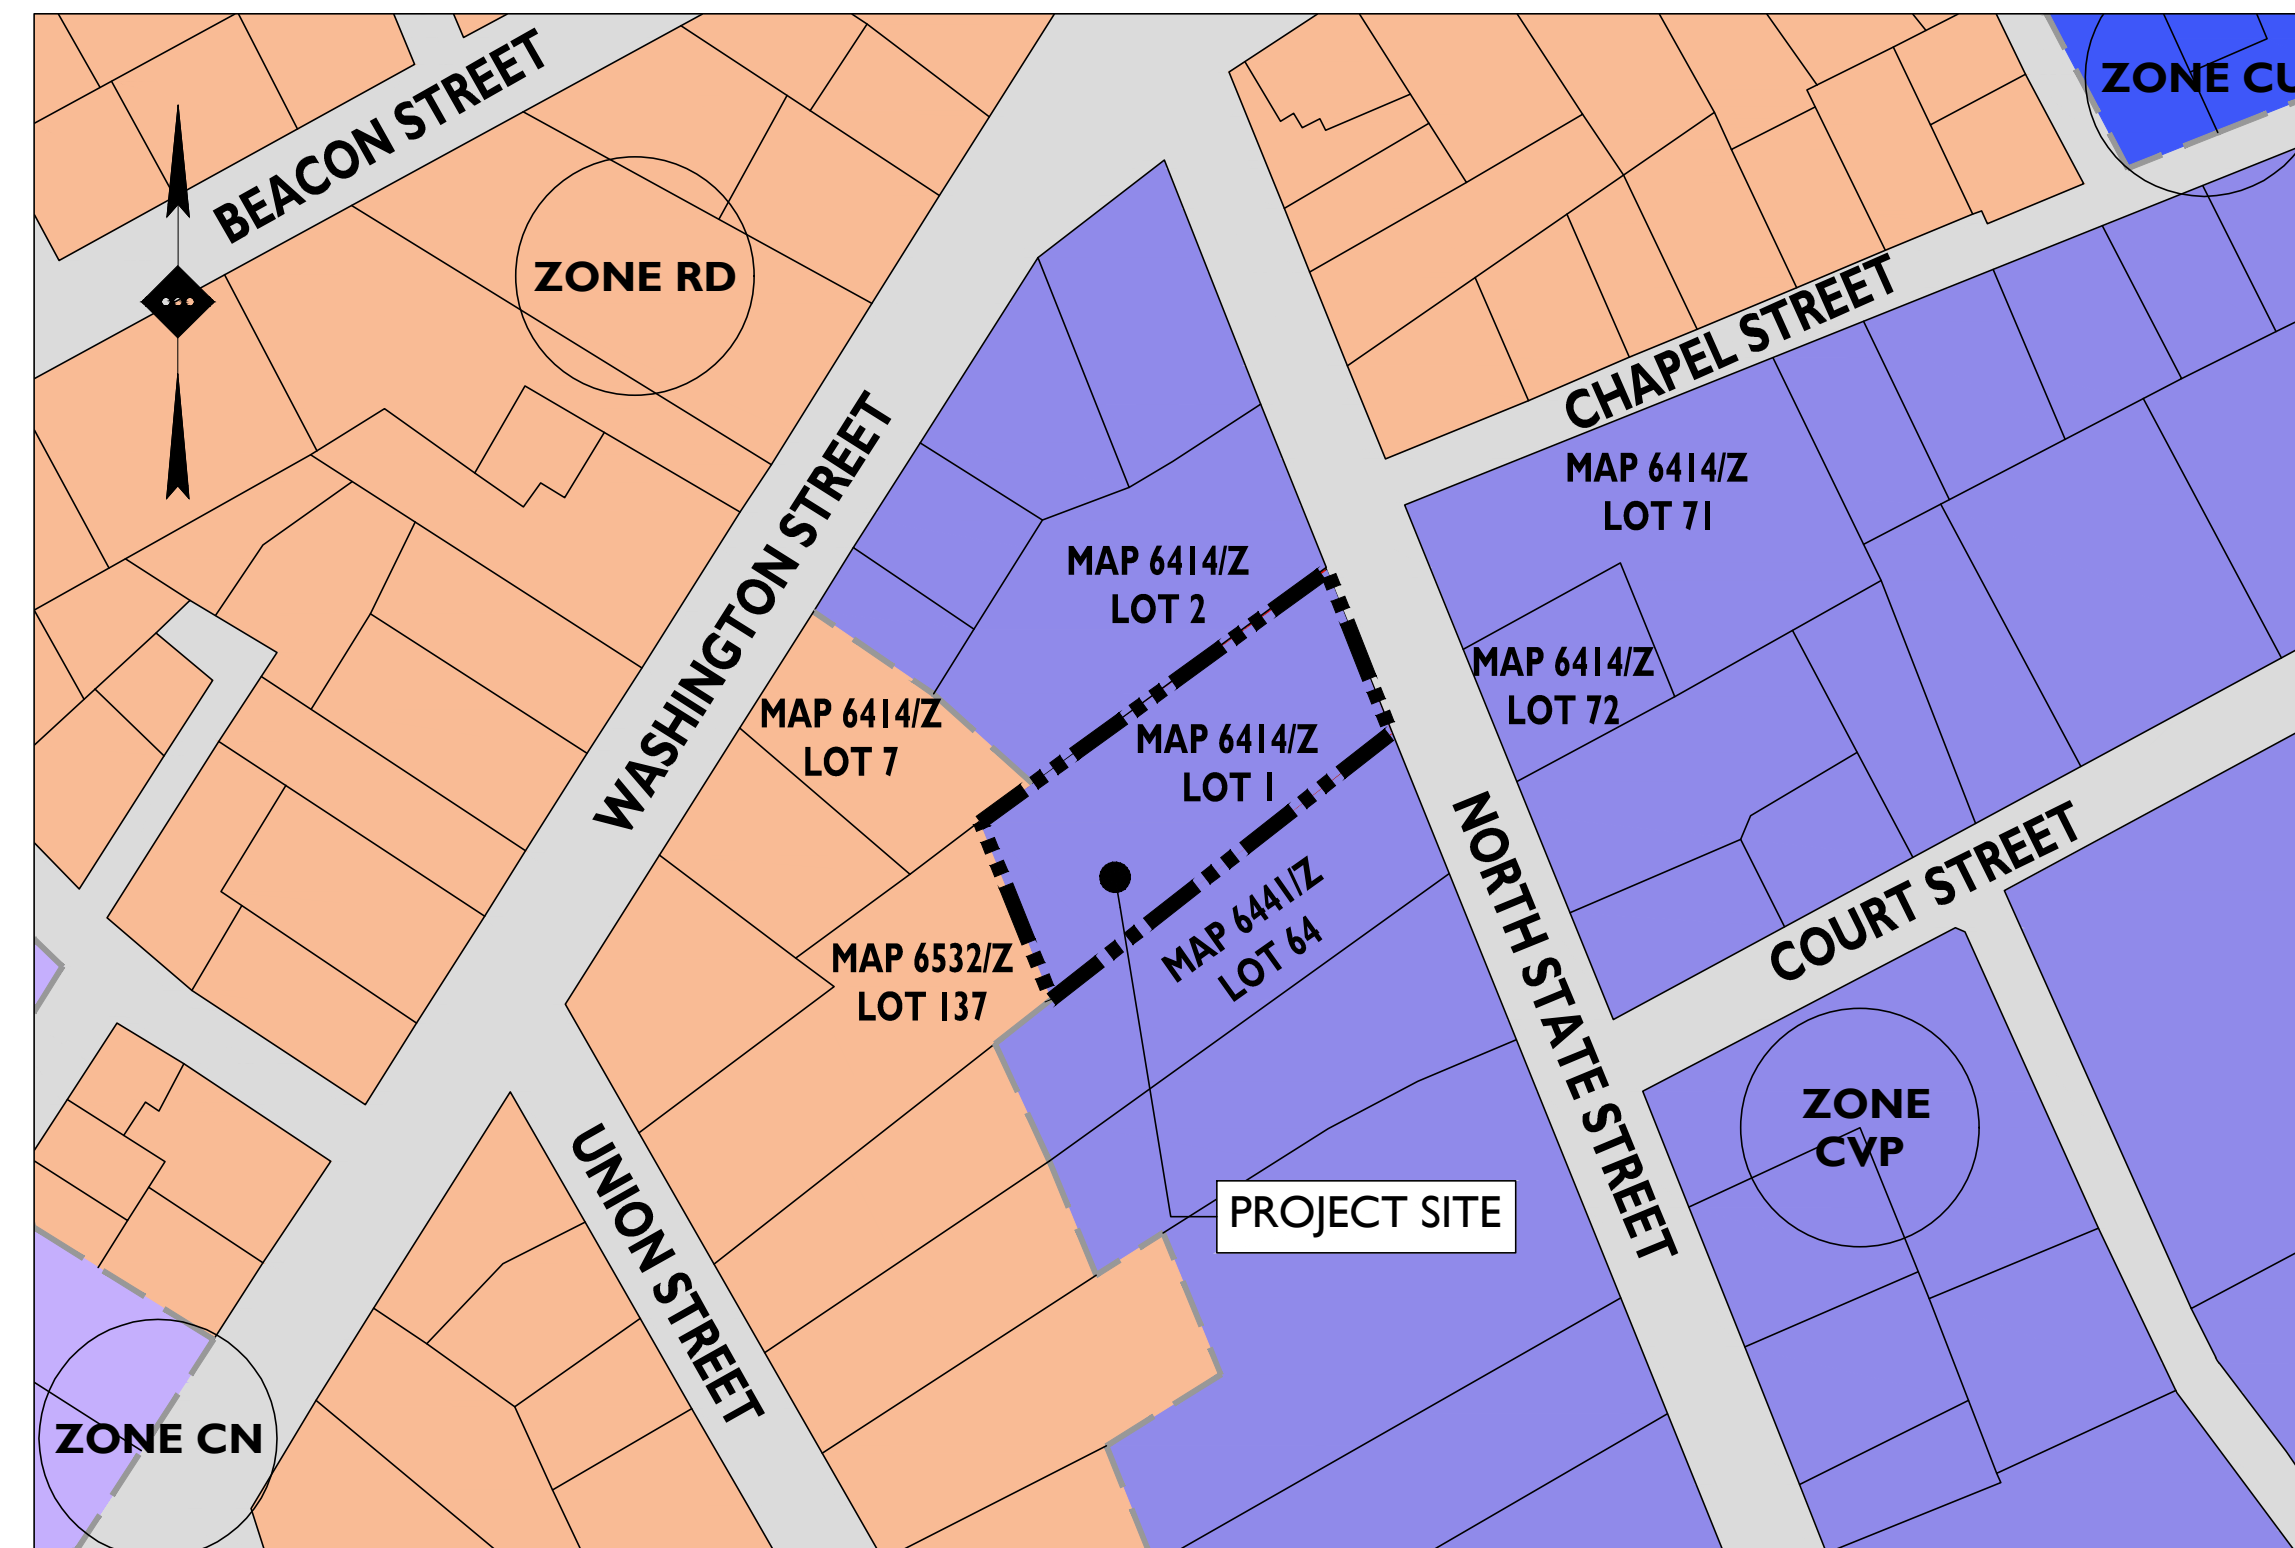 BEACON STREET
ZONE CU
ZONE RD
CHAPEL STREET
MAP 6414/Z
LOT 71
WASHINGTON STREET
MAP 6414/Z
LOT 2
MAP 6414/Z
LOT 72
MAP 6414/Z
LOT 7
MAP 6414/Z
LOT 1
NORTH STATE STREET
COURT STREET
MAP 6441/Z
LOT 64
MAP 6532/Z
LOT 137
ZONE
CVP
UNION STREET
PROJECT SITE
ZONE CN